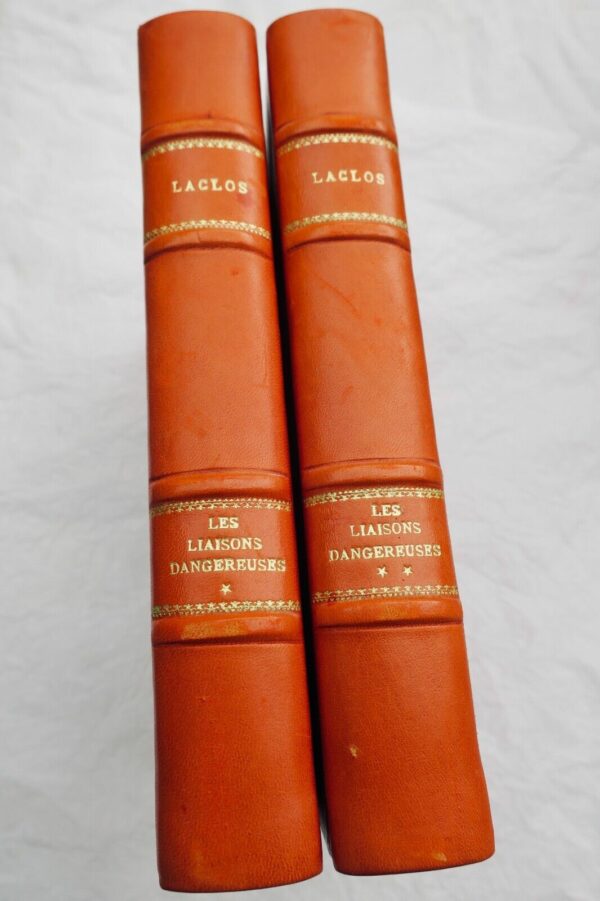 LACLOS
LES
LIAISONS
DANGEREUSES
*
LACLOS
LES
LIAISONS
DANGEREUSES
* *